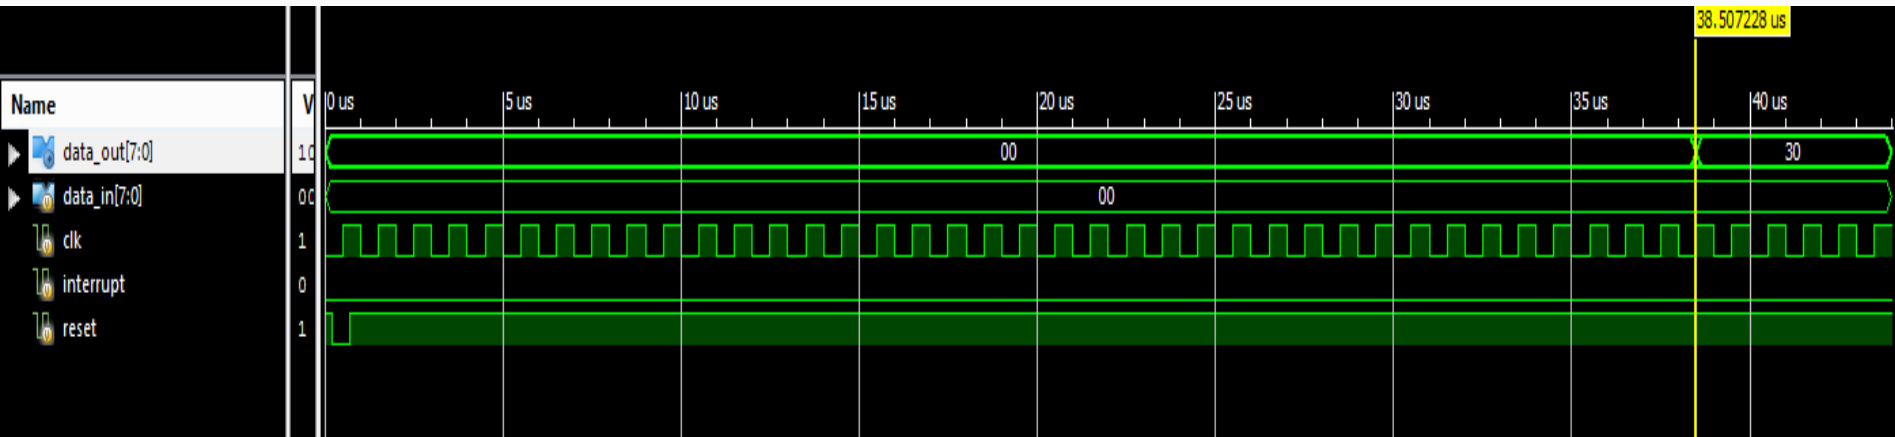 38.507228 us
Name V 0 us 5 us 10 us 15 us 20 us 25 us 30 us 35 us 40 us
data_out[7:0] 00 30
data_in[7:0] 00 00
clk 1
interrupt 0
reset 1